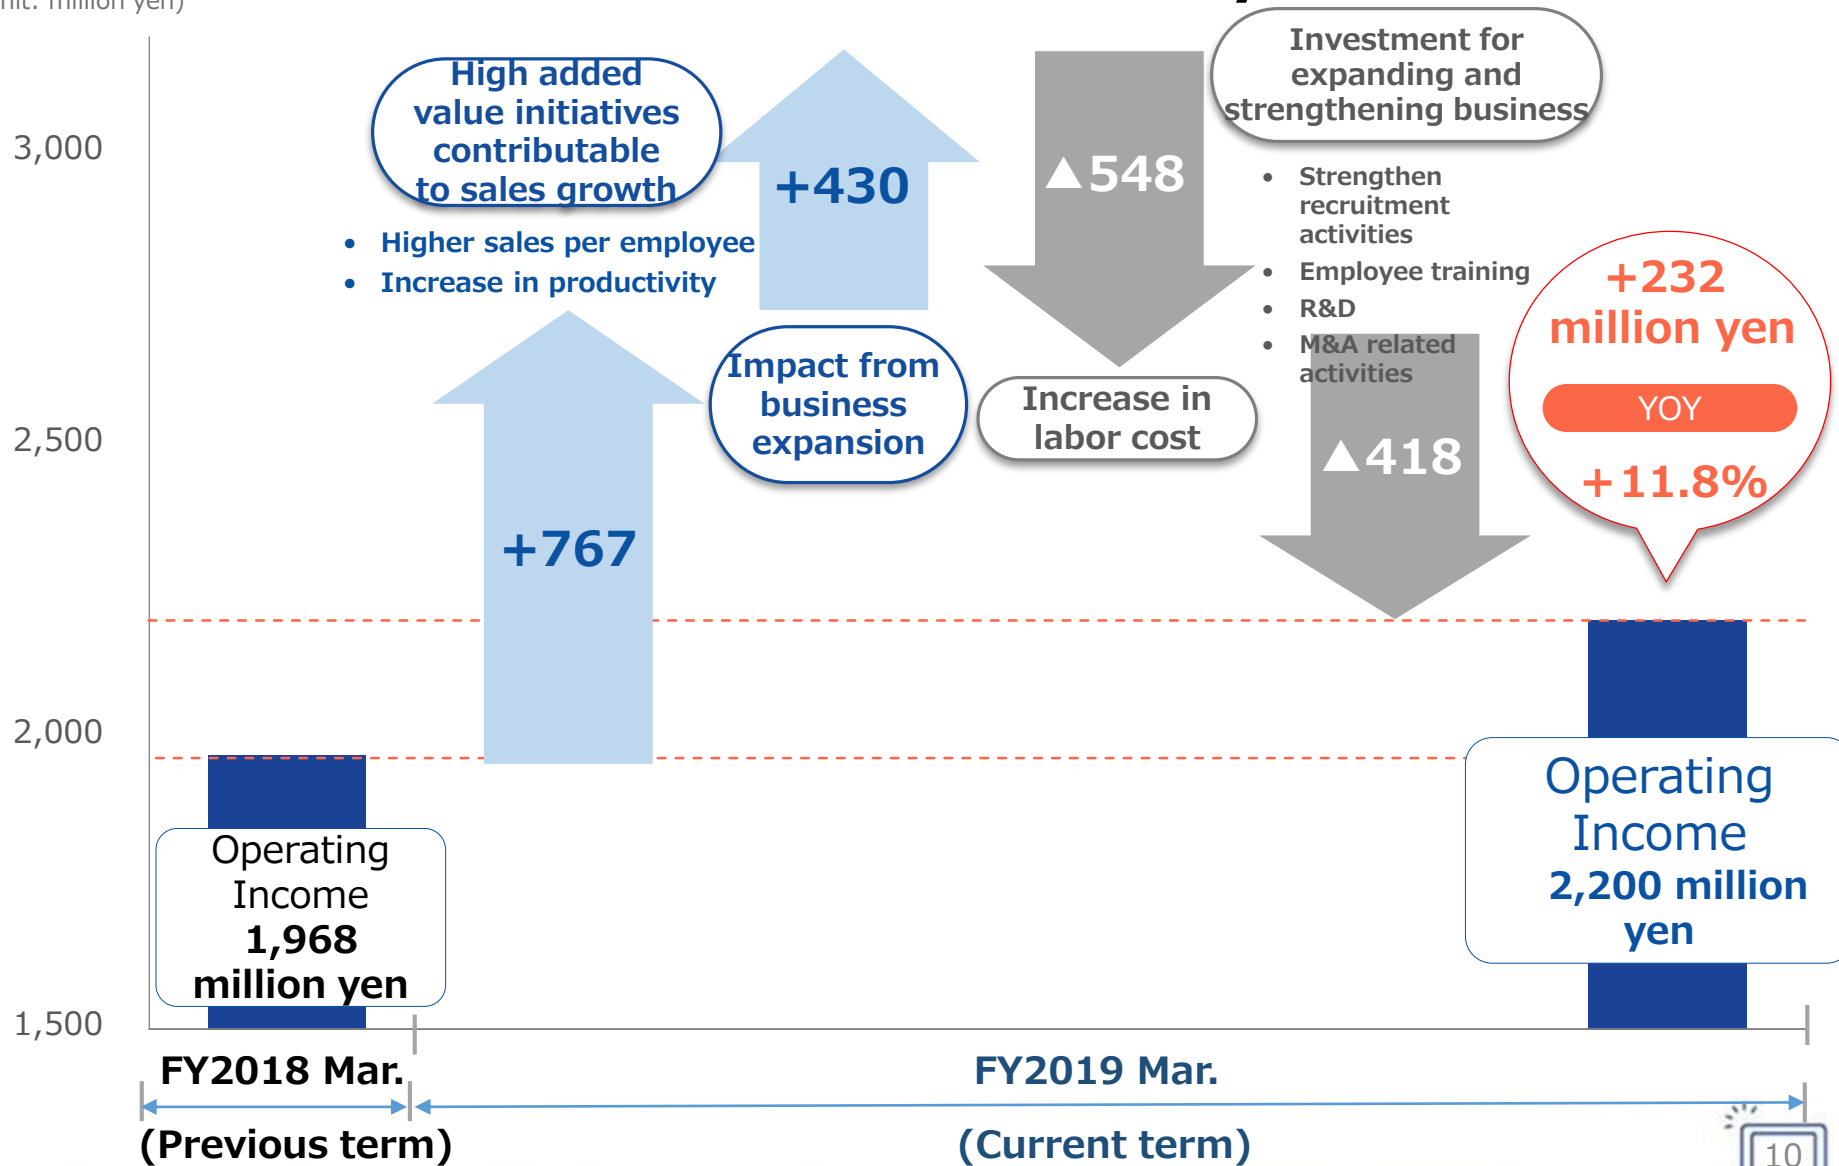 million yen)
High added
value initiatives
contributable
to sales growth
• Higher sales per employee
• Increase in productivity
+430
▲548
Investment for
expanding and
strengthening business
• Strengthen
recruitment
activities
• Employee training
• R&D
• M&A related
activities
+232
million yen
YOY
+11.8%
3,000
2,500
2,000
1,500
Impact from
business
expansion
Increase in
labor cost
▲418
+767
Operating
Income
1,968
million yen
Operating
Income
2,200 million
yen
FY2018 Mar.
FY2019 Mar.
(Previous term)
(Current term)
10